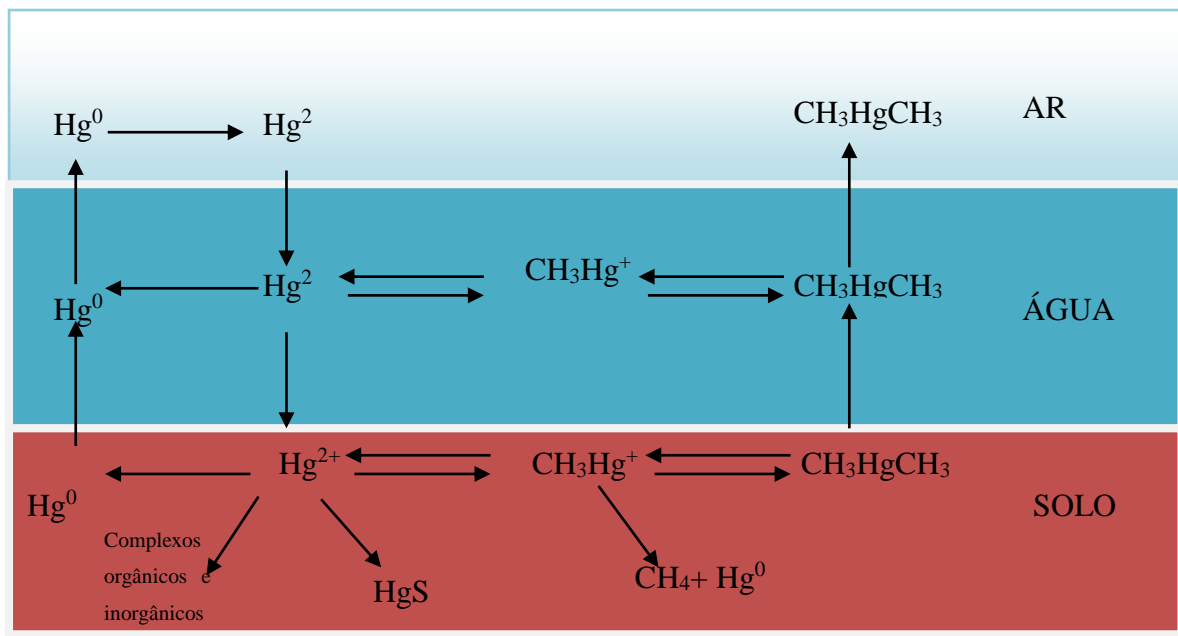 Hg⁰ Hg² CH₃HgCH₃ AR
Hg⁰ Hg² CH₃Hg⁺ CH₃HgCH₃ ÁGUA
Hg²⁺ CH₃Hg⁺ CH₃HgCH₃
Hg⁰ SOLO
Complexos
orgânicos e
inorgânicos
HgS
CH₄+ Hg⁰